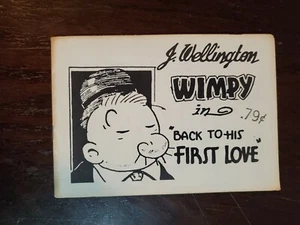 J. Wellington
WIMPY
in
.79¢
"BACK TO HIS
FIRST LOVE"